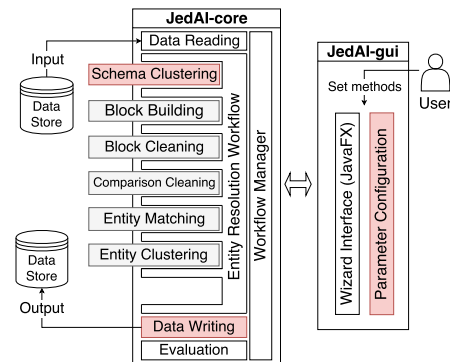 JedAI-core
Input
Data Reading
Data
Store
Schema Clustering
Block Building
Block Cleaning
Comparison Cleaning
Entity Matching
Entity Clustering
Entity Resolution Workflow
Workflow Manager
Data
Store
Output
Data Writing
Evaluation
JedAI-gui
Set methods
User
Wizard Interface (JavaFX)
Parameter Configuration